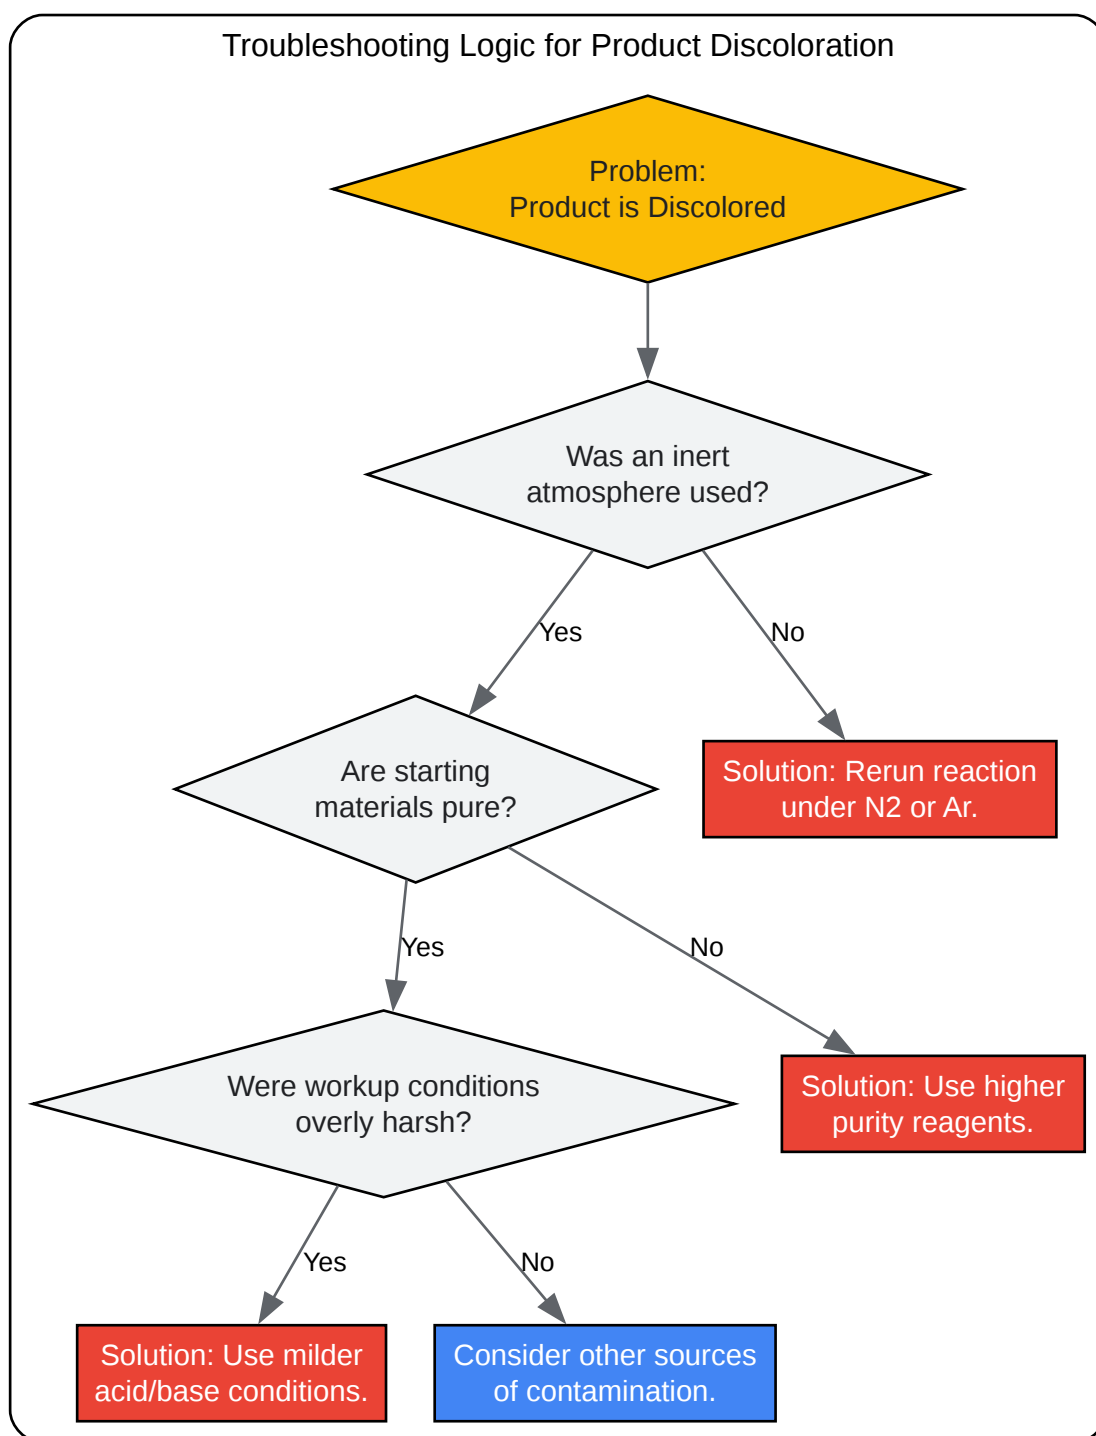 Troubleshooting Logic for Product Discoloration
Problem:
Product is Discolored
Was an inert
atmosphere used?
Yes
No
Are starting
materials pure?
Solution: Rerun reaction
under N2 or Ar.
Yes
No
Were workup conditions
overly harsh?
Solution: Use higher
purity reagents.
Yes
No
Solution: Use milder
acid/base conditions.
Consider other sources
of contamination.